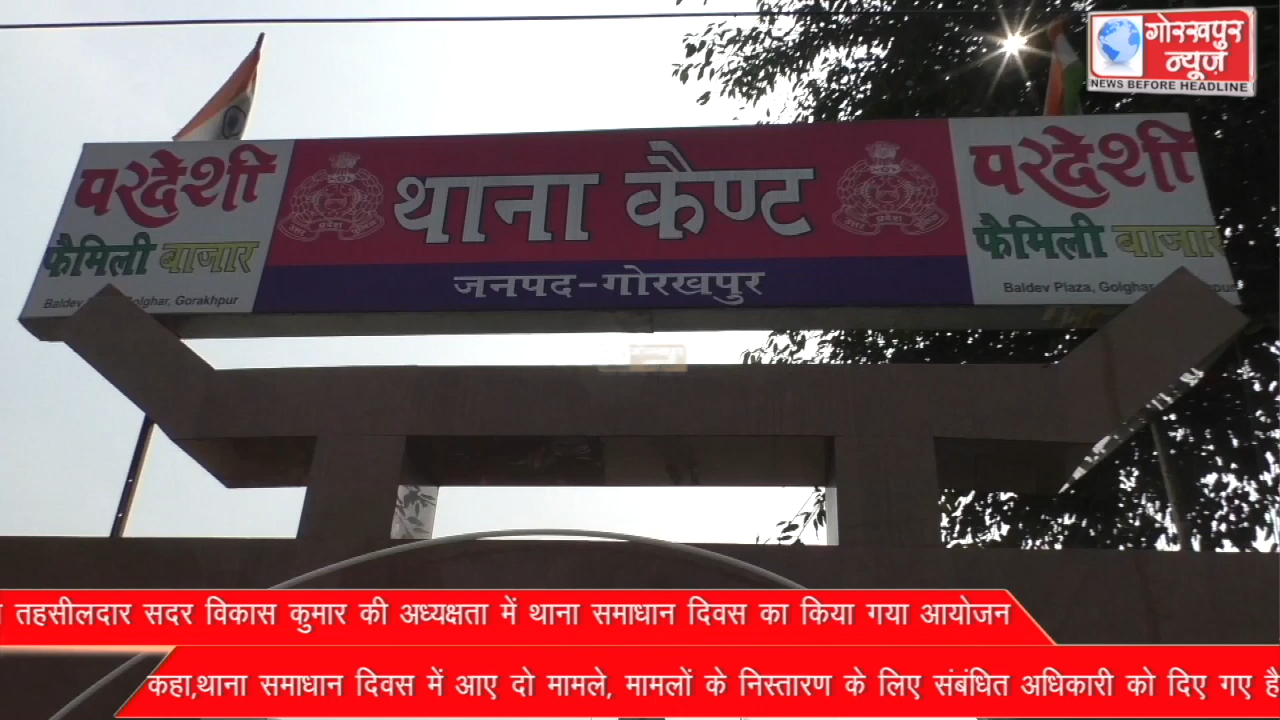 गोरखपुर
न्यूज़
NEWS BEFORE HEADLINE
परदेशी
फैमिली बाजार
Baldev Golghar, Gorakhpur
थाना कैण्ट
जनपद-गोरखपुर
परदेशी
फैमिली बाजार
Baldev Plaza, Golghar
तहसीलदार सदर विकास कुमार की अध्यक्षता में थाना समाधान दिवस का किया गया आयोजन
कहा,थाना समाधान दिवस में आए दो मामले, मामलों के निस्तारण के लिए संबंधित अधिकारी को दिए गए है